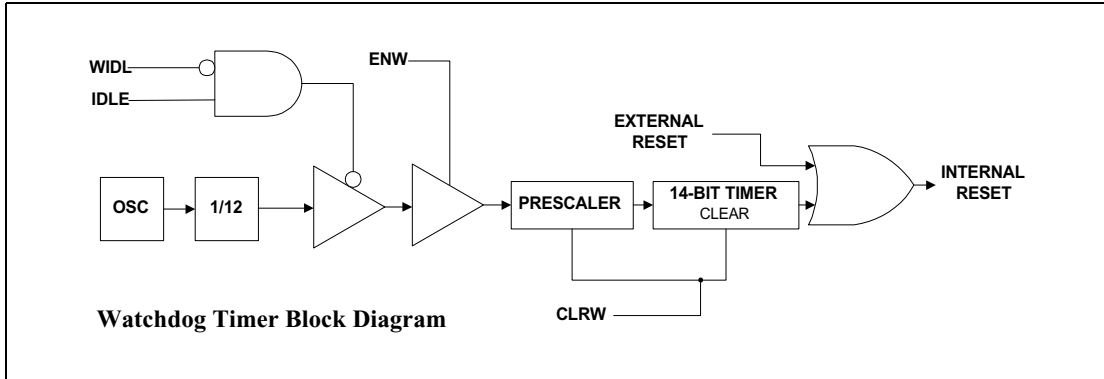 WIDL
IDLE
ENW
EXTERNAL
RESET
INTERNAL
RESET
OSC
1/12
PRESCALER
14-BIT TIMER
CLEAR
CLRW
Watchdog Timer Block Diagram